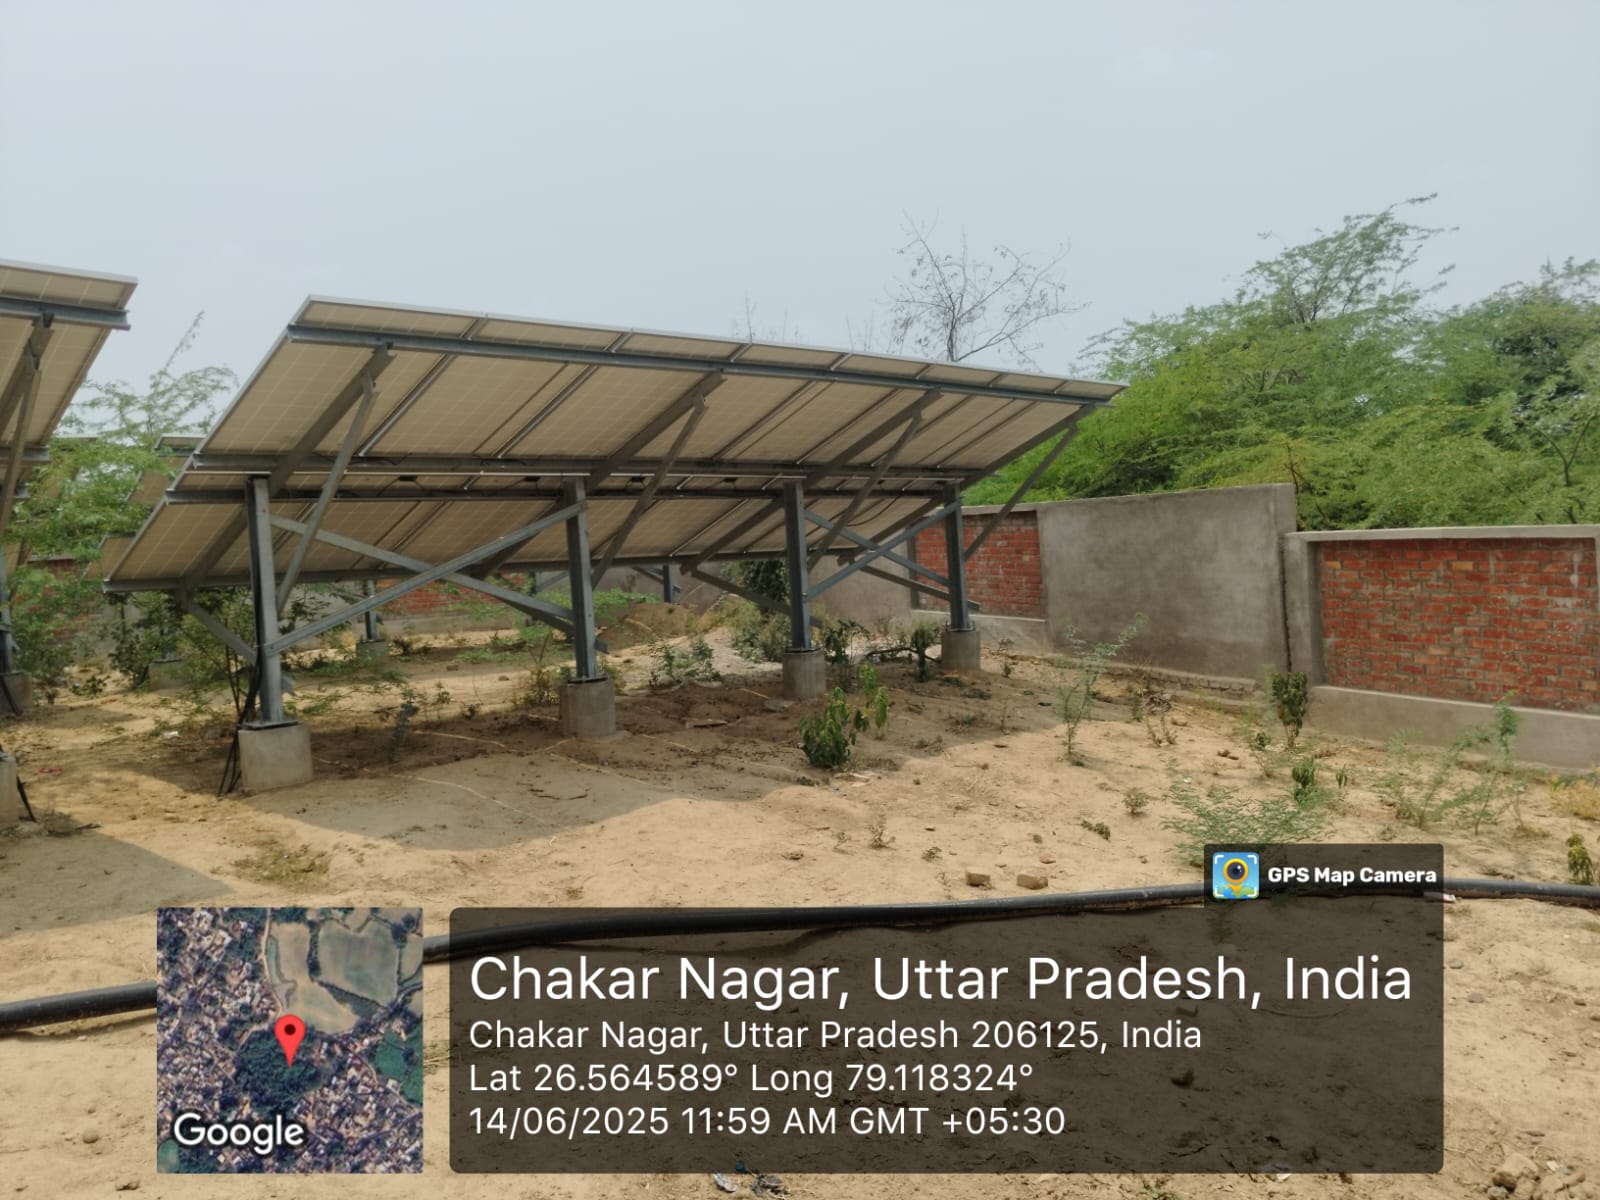 GPS Map Camera
Chakar Nagar, Uttar Pradesh, India
Chakar Nagar, Uttar Pradesh 206125, India
Lat 26.564589° Long 79.118324°
14/06/2025 11:59 AM GMT +05:30
Google